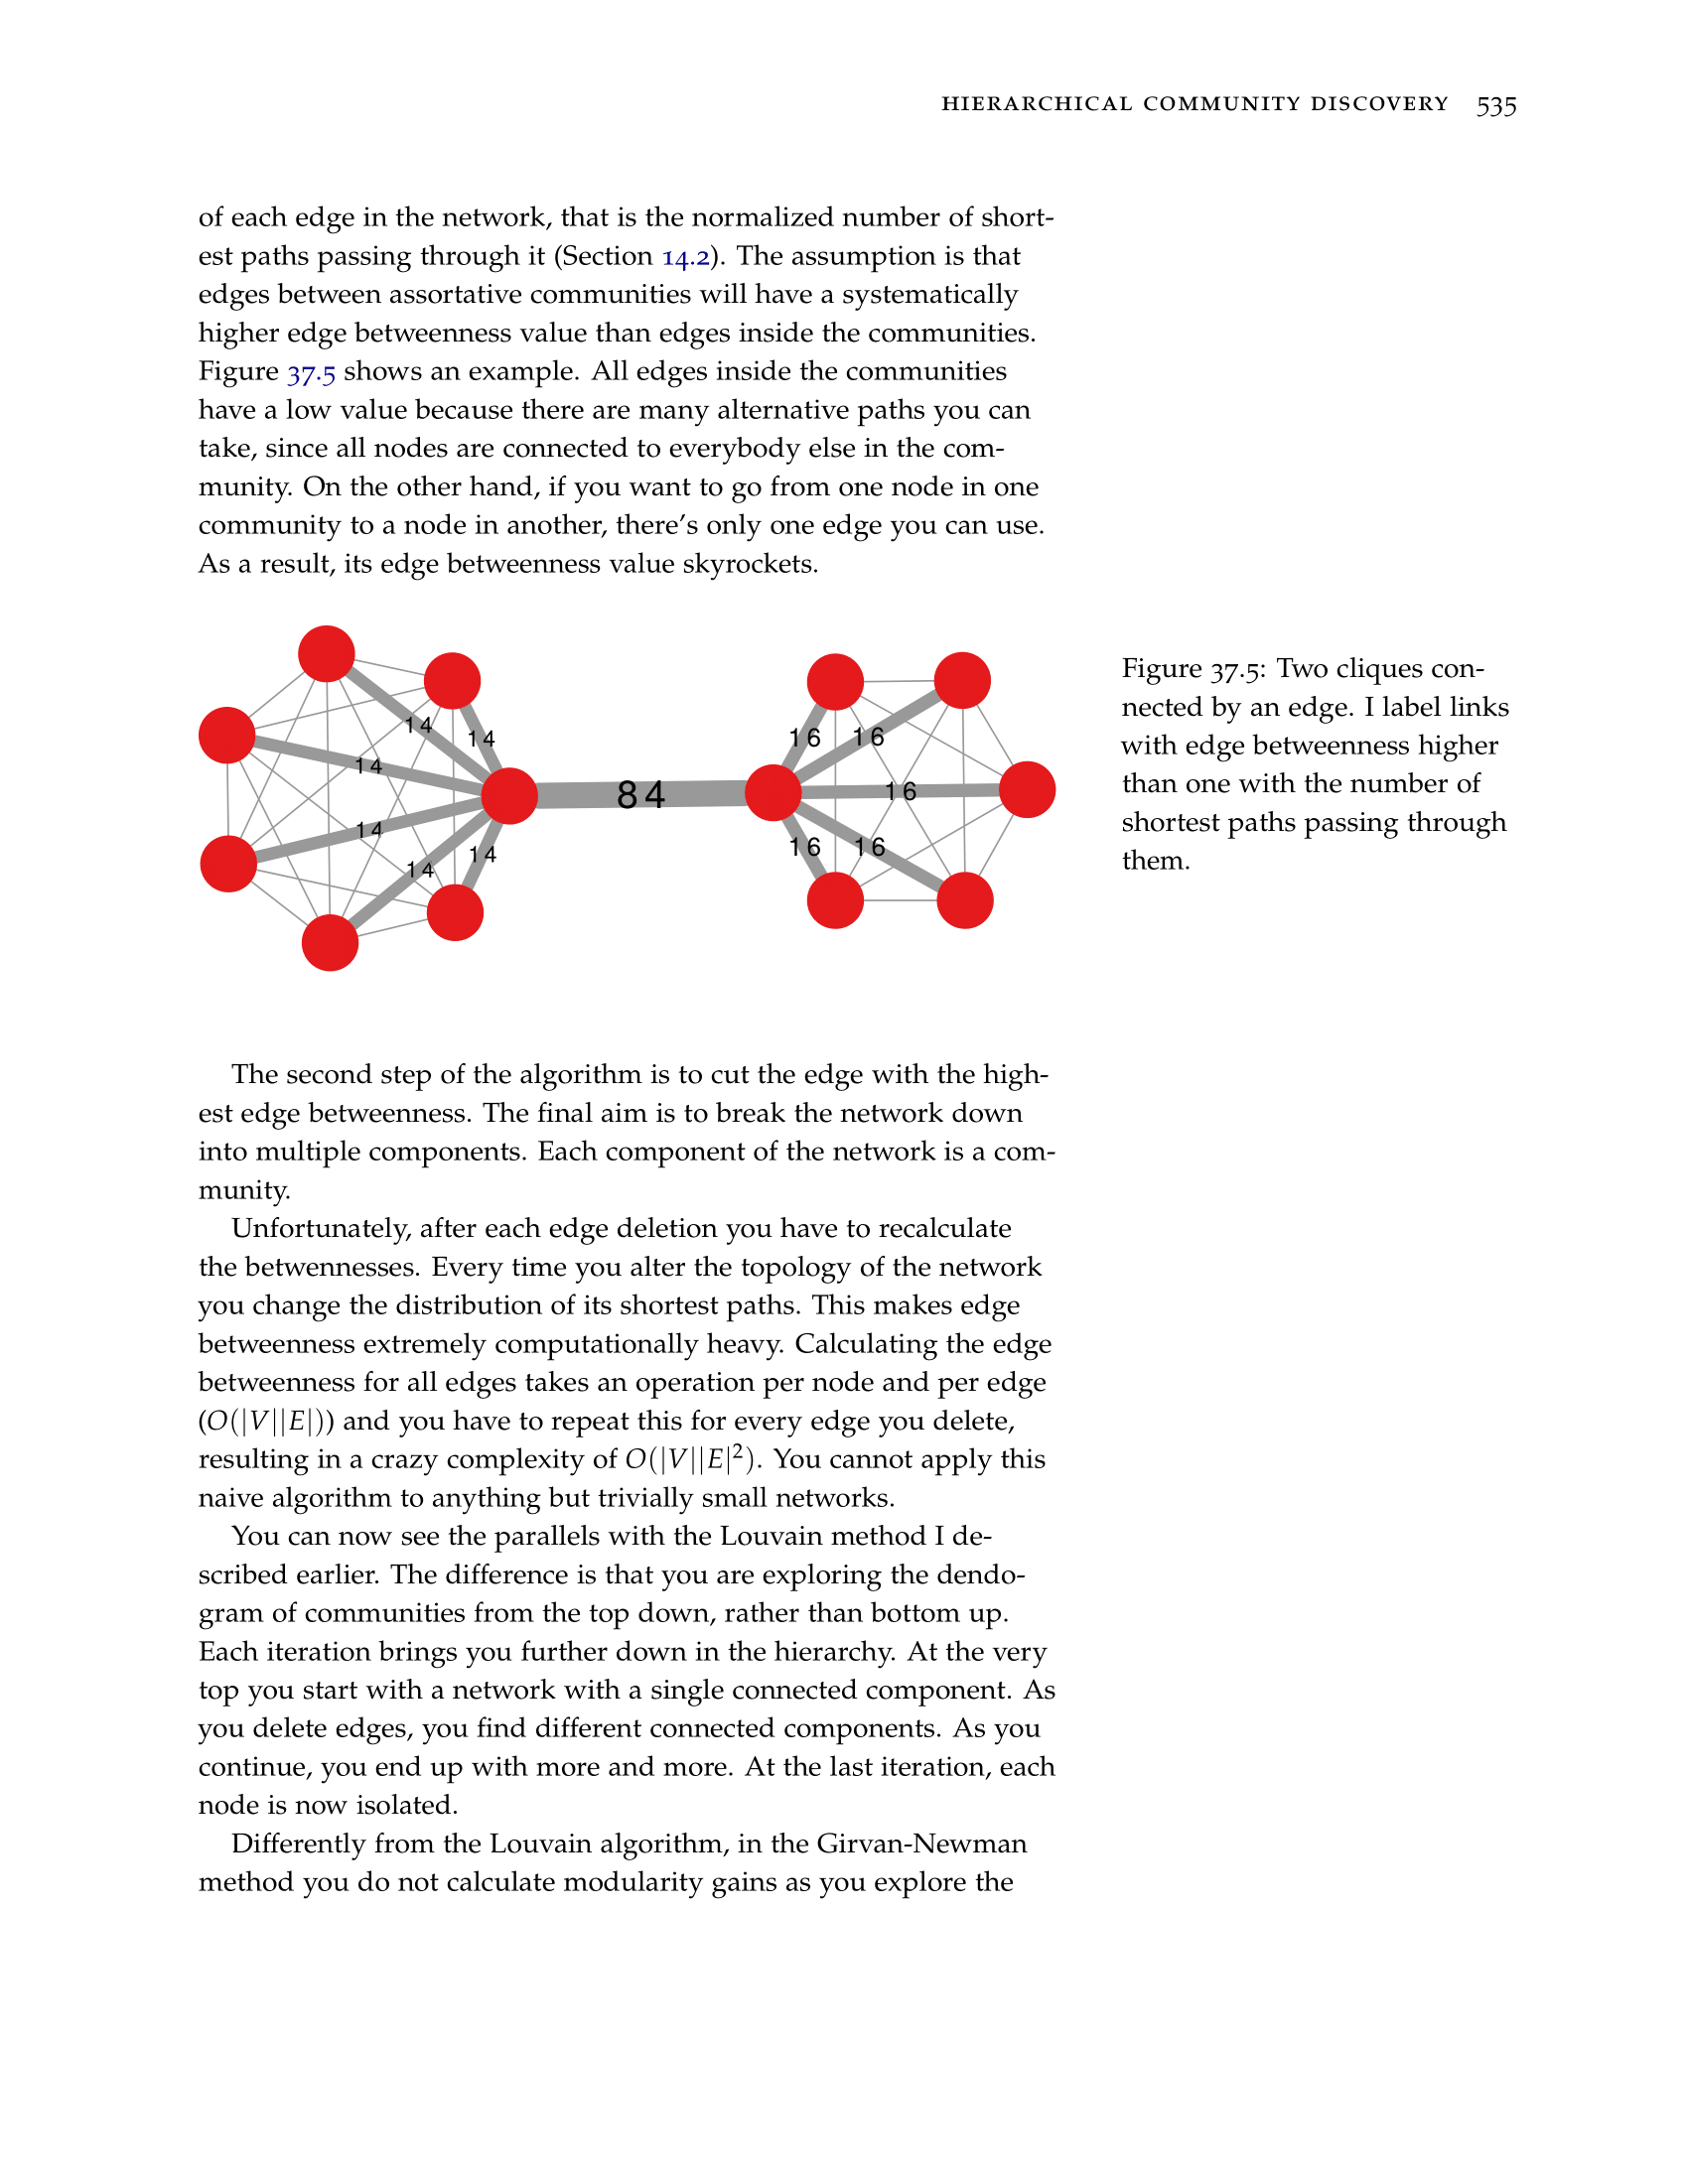 HIERARCHICAL COMMUNITY DISCOVERY 535
of each edge in the network, that is the normalized number of short-
est paths passing through it (Section 14.2). The assumption is that
edges between assortative communities will have a systematically
higher edge betweenness value than edges inside the communities.
Figure 37.5 shows an example. All edges inside the communities
have a low value because there are many alternative paths you can
take, since all nodes are connected to everybody else in the com-
munity. On the other hand, if you want to go from one node in one
community to a node in another, there's only one edge you can use.
As a result, its edge betweenness value skyrockets.
14
14
14
14
14
14
84
16
16
16
16
16
Figure 37.5: Two cliques con-
nected by an edge. I label links
with edge betweenness higher
than one with the number of
shortest paths passing through
them.
The second step of the algorithm is to cut the edge with the high-
est edge betweenness. The final aim is to break the network down
into multiple components. Each component of the network is a com-
munity.
Unfortunately, after each edge deletion you have to recalculate
the betwennesses. Every time you alter the topology of the network
you change the distribution of its shortest paths. This makes edge
betweenness extremely computationally heavy. Calculating the edge
betweenness for all edges takes an operation per node and per edge
(O(|V||E|)) and you have to repeat this for every edge you delete,
resulting in a crazy complexity of O(|V||E|²). You cannot apply this
naive algorithm to anything but trivially small networks.
You can now see the parallels with the Louvain method I de-
scribed earlier. The difference is that you are exploring the dendo-
gram of communities from the top down, rather than bottom up.
Each iteration brings you further down in the hierarchy. At the very
top you start with a network with a single connected component. As
you delete edges, you find different connected components. As you
continue, you end up with more and more. At the last iteration, each
node is now isolated.
Differently from the Louvain algorithm, in the Girvan-Newman
method you do not calculate modularity gains as you explore the